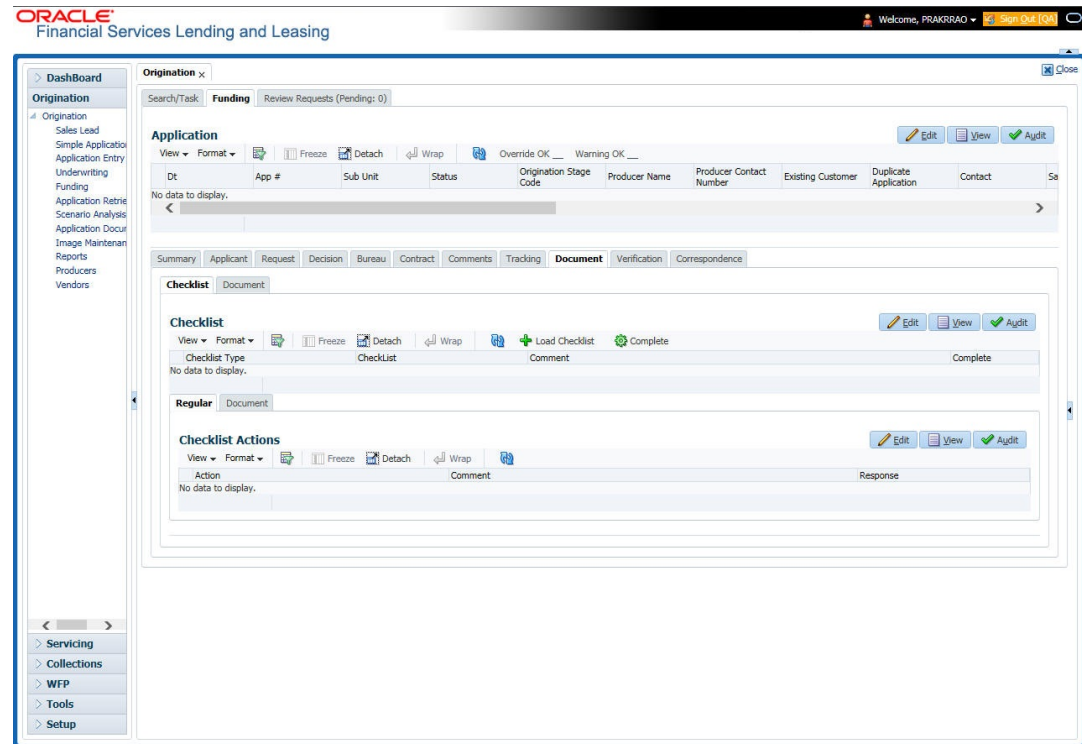 ORACLE
Financial Services Lending and Leasing
Welcome, PRAKRRAO
Sign Out [QA]
Close
DashBoard
Origination
Origination
Sales Lead
Simple Applicatio
Application Entry
Underwriting
Funding
Application Retrie
Scenario Analysis
Application Docur
Image Maintenan
Reports
Producers
Vendors
Servicing
Collections
WFP
Tools
Setup
Origination x
Search/Task Funding Review Requests (Pending: 0)
Application
Edit View Audit
View Format Freeze Detach Wrap Override OK __ Warning OK __
Dt App # Sub Unit Status Origination Stage Code Producer Name Producer Contact Number Existing Customer Duplicate Application Contact Sa
No data to display.
Summary Applicant Request Decision Bureau Contract Comments Tracking Document Verification Correspondence
Checklist Document
Checklist
Edit View Audit
View Format Freeze Detach Wrap Load Checklist Complete
Checklist Type CheckList Comment Complete
No data to display.
Regular Document
Checklist Actions
Edit View Audit
View Format Freeze Detach Wrap
Action Comment Response
No data to display.